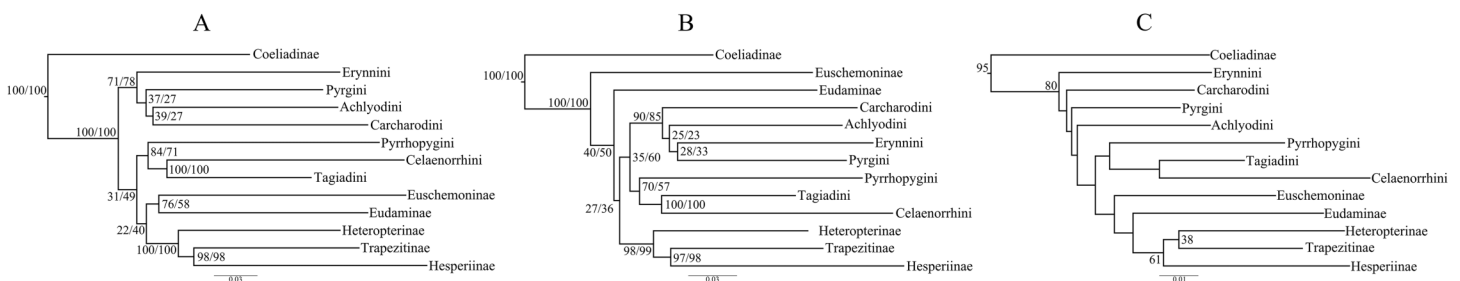 A
Coeliadinae
Erynnini
71/78
Pyrgini
37/27
100/100
Achlyodini
39/27
Carcharodini
100/100
Pyrrhopygini
84/71
Celaenorrhini
100/100
Tagiadini
31/49
Euschemoninae
76/58
Eudaminae
22/40
Heteropterinae
100/100
Trapezitinae
98/98
Hesperiinae
0.03
B
Coeliadinae
100/100
Euschemoninae
Eudaminae
100/100
Carcharodini
90/85
Achlyodini
25/23
Erynnini
40/50
28/33
35/60
Pyrgini
Pyrrhopygini
70/57
Tagiadini
100/100
27/36
Celaenorrhini
Heteropterinae
98/99
Trapezitinae
97/98
Hesperiinae
0.03
C
Coeliadinae
95
Erynnini
80
Carcharodini
Pyrgini
Achlyodini
Pyrrhopygini
Tagiadini
Celaenorrhini
Euschemoninae
Eudaminae
Heteropterinae
38
Trapezitinae
61
Hesperiinae
0.01